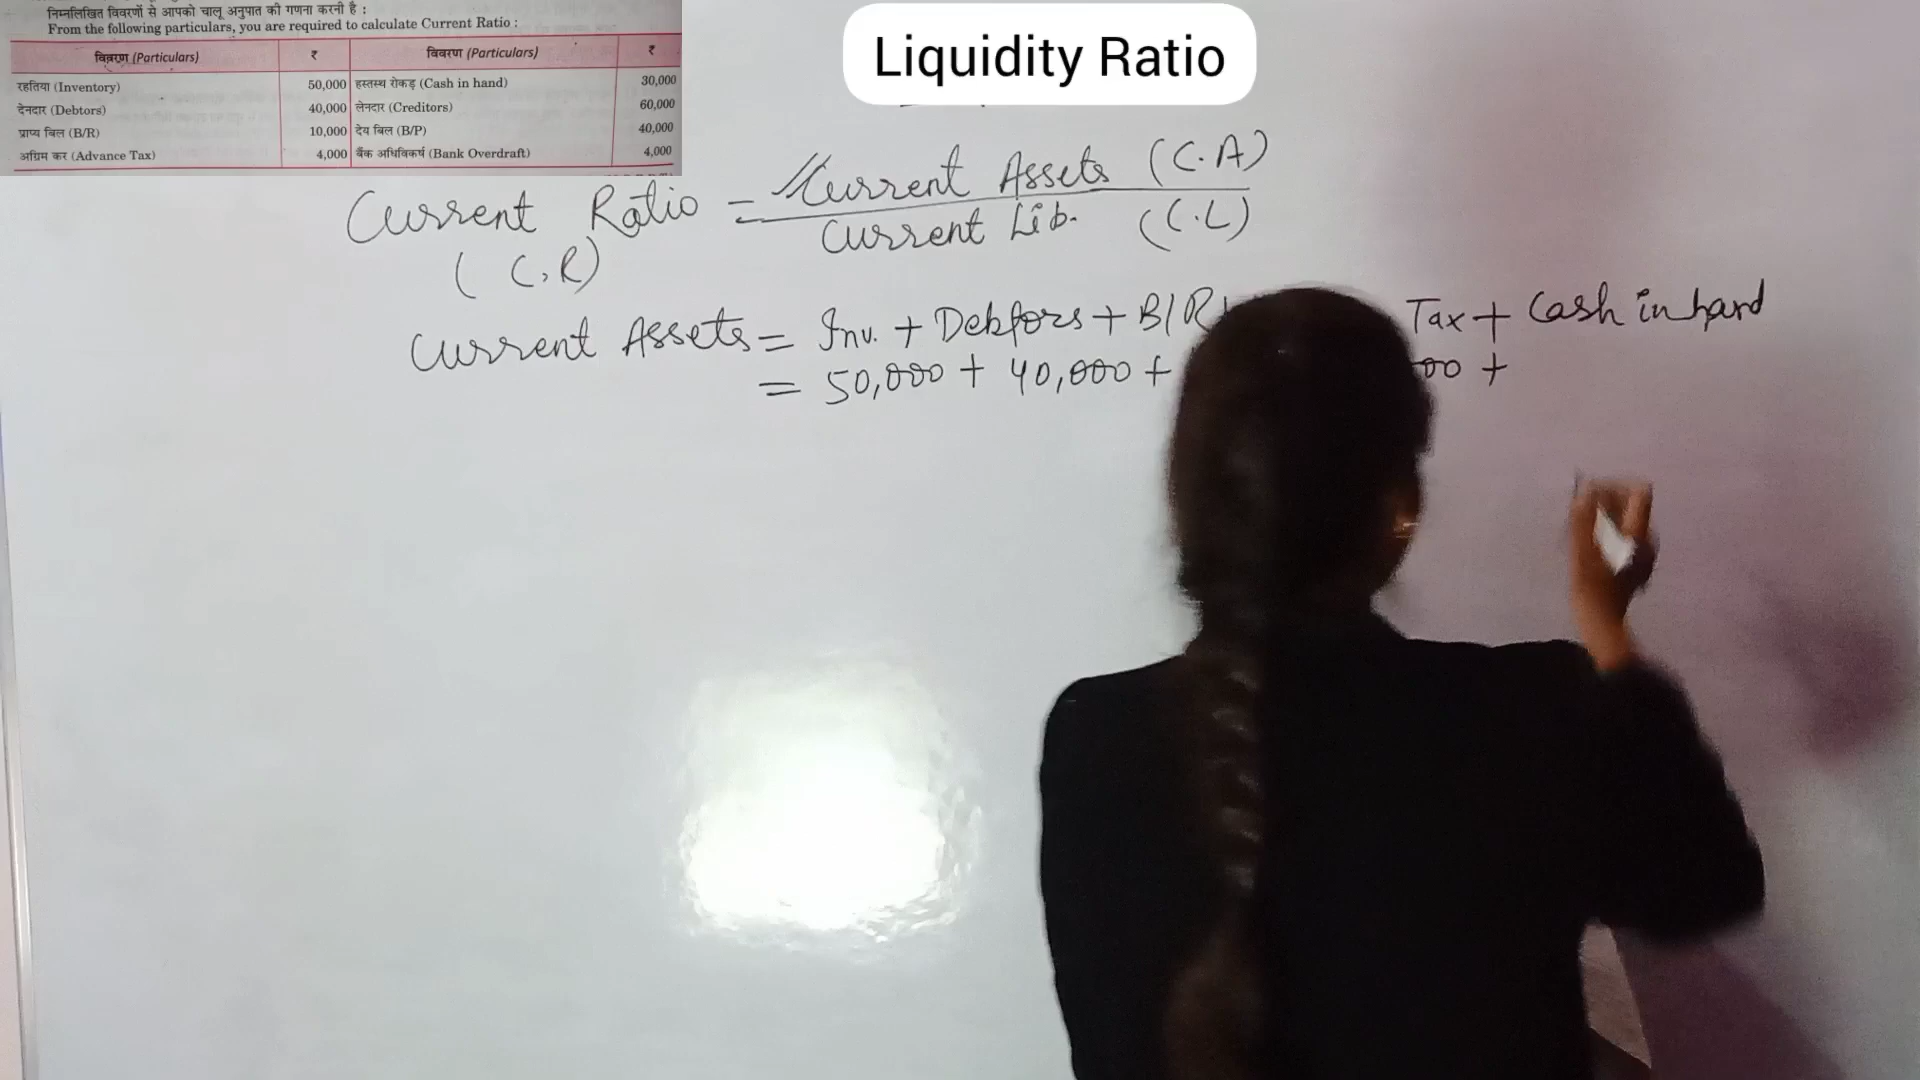 निम्नलिखित विवरणों से आपको चालू अनुपात की गणना करनी है :
From the following particulars, you are required to calculate Current Ratio :
विवरण (Particulars) ₹ विवरण (Particulars) ₹
रहतिया (Inventory) 50,000 हस्तस्थ रोकड़ (Cash in hand) 30,000
देनदार (Debtors) 40,000 लेनदार (Creditors) 60,000
प्राप्य बिल (B/R) 10,000 देय बिल (B/P) 40,000
अग्रिम कर (Advance Tax) 4,000 बैंक अधिविकर्ष (Bank Overdraft) 4,000
Liquidity Ratio
Current Ratio = Current Assets (C.A)
Current Lib. (C.L)
(C.R)
Current Assets = Inv. + Debtors + B/R Tax + Cash in hand
= 50,000 + 40,000 + 00 +